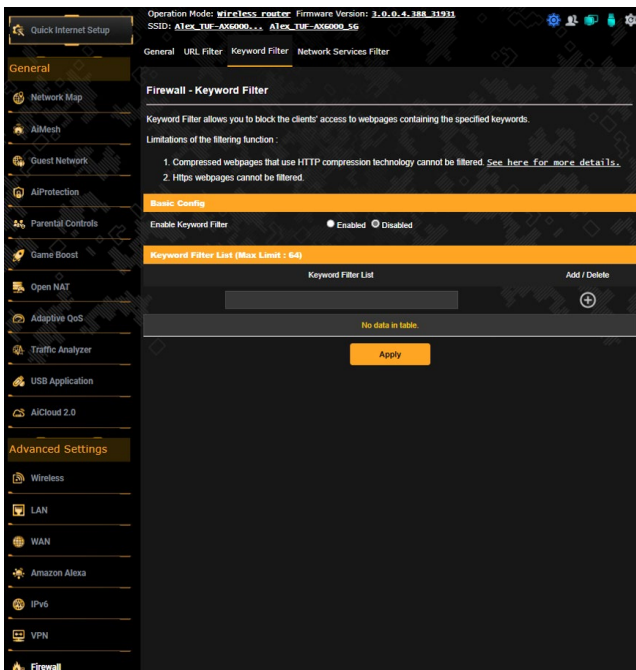 Quick Internet Setup
General
Network Map
AiMesh
Guest Network
AiProtection
Parental Controls
Game Boost
Open NAT
Adaptive QoS
Traffic Analyzer
USB Application
AiCloud 2.0
Advanced Settings
Wireless
LAN
WAN
Amazon Alexa
IPv6
VPN
Firewall
Operation Mode: Wireless router Firmware Version: 3.0.0.4.388_31931
SSID: Alex_TUF-AX6000... Alex_TUF-AX6000_5G
General URL Filter Keyword Filter Network Services Filter
Firewall - Keyword Filter
Keyword Filter allows you to block the clients' access to webpages containing the specified keywords.
Limitations of the filtering function :
1. Compressed webpages that use HTTP compression technology cannot be filtered. See here for more details.
2. Https webpages cannot be filtered.
Basic Config
Enable Keyword Filter Enabled Disabled
Keyword Filter List (Max Limit : 64)
Keyword Filter List Add / Delete
No data in table.
Apply